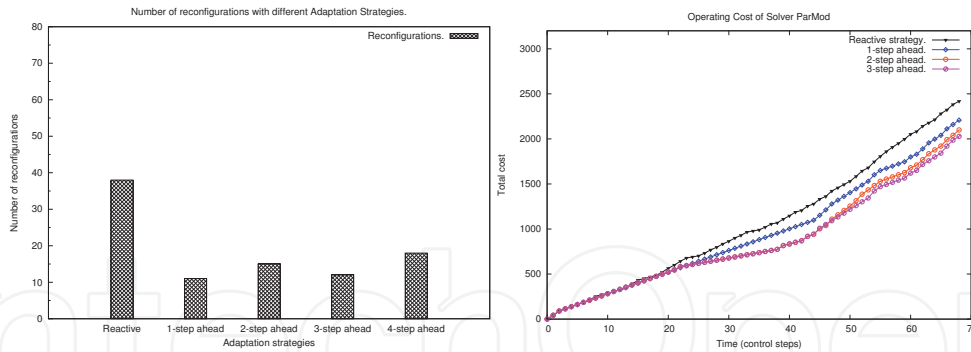 Number of reconfigurations with different Adaptation Strategies.
80
70
60
50
40
30
20
10
0
Number of reconfigurations
Reconfigurations.
Reactive
1-step ahead
2-step ahead
3-step ahead
4-step ahead
Adaptation strategies
Operating Cost of Solver ParMod
3000
2500
2000
1500
1000
500
0
Total cost
Reactive strategy.
1-step ahead.
2-step ahead.
3-step ahead.
0 10 20 30 40 50 60 70
Time (control steps)